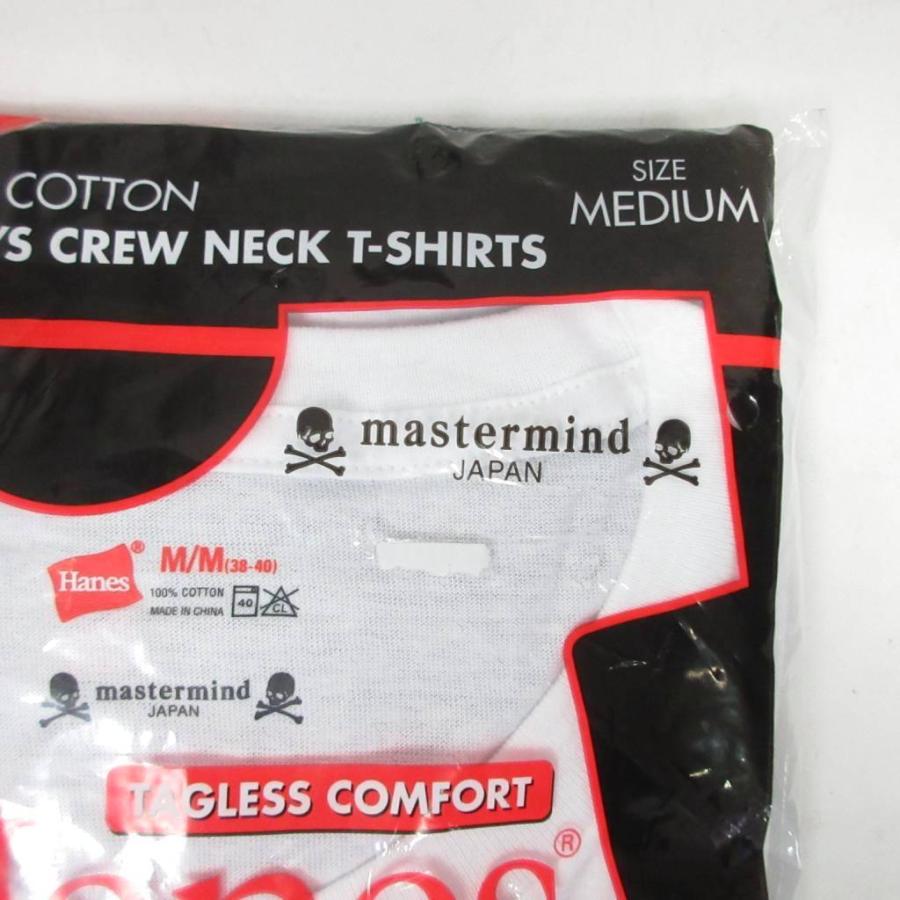 COTTON
'S CREW NECK T-SHIRTS
SIZE
MEDIUM
mastermind
JAPAN
Hanes®
M/M(38-40)
100% COTTON
MADE IN CHINA
40
CL
mastermind
JAPAN
TAGLESS COMFORT
anes®